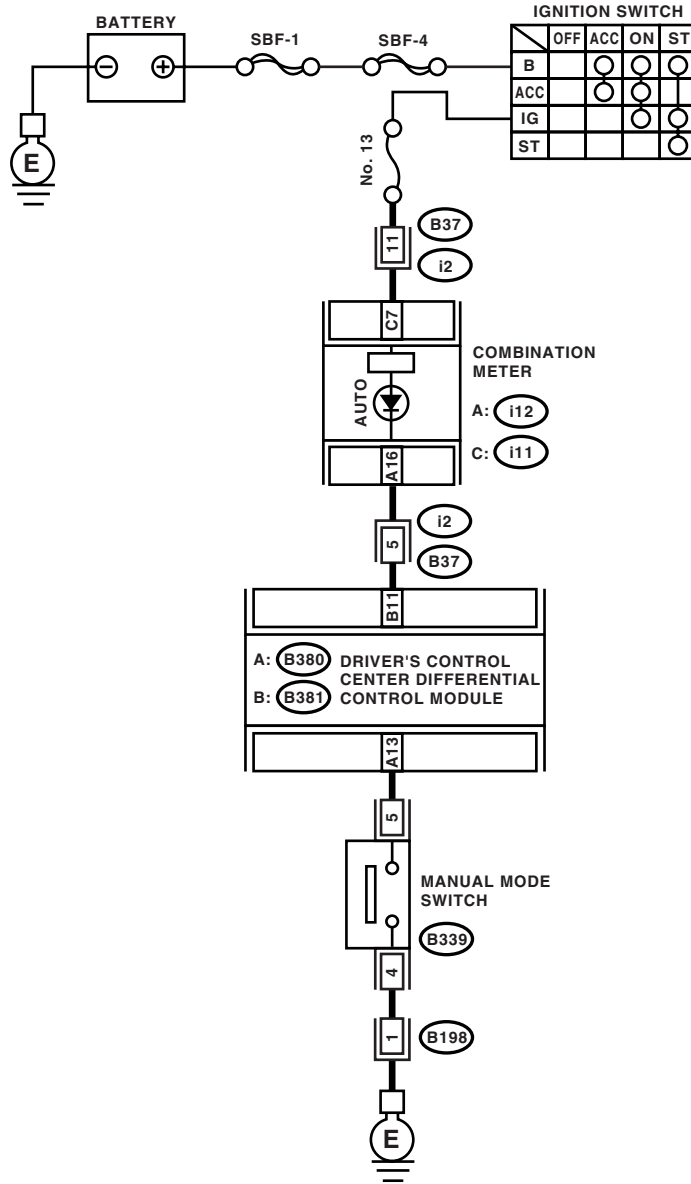 IGNITION SWITCH
OFF ACC ON ST
B
ACC
IG
ST
BATTERY
SBF-1
SBF-4
E
No. 13
11
B37
i2
C7
AUTO
COMBINATION
METER
A: i12
C: i11
A16
5
i2
B37
B11
A: B380
B: B381
DRIVER'S CONTROL
CENTER DIFFERENTIAL
CONTROL MODULE
A13
5
MANUAL MODE
SWITCH
B339
4
1
B198
E